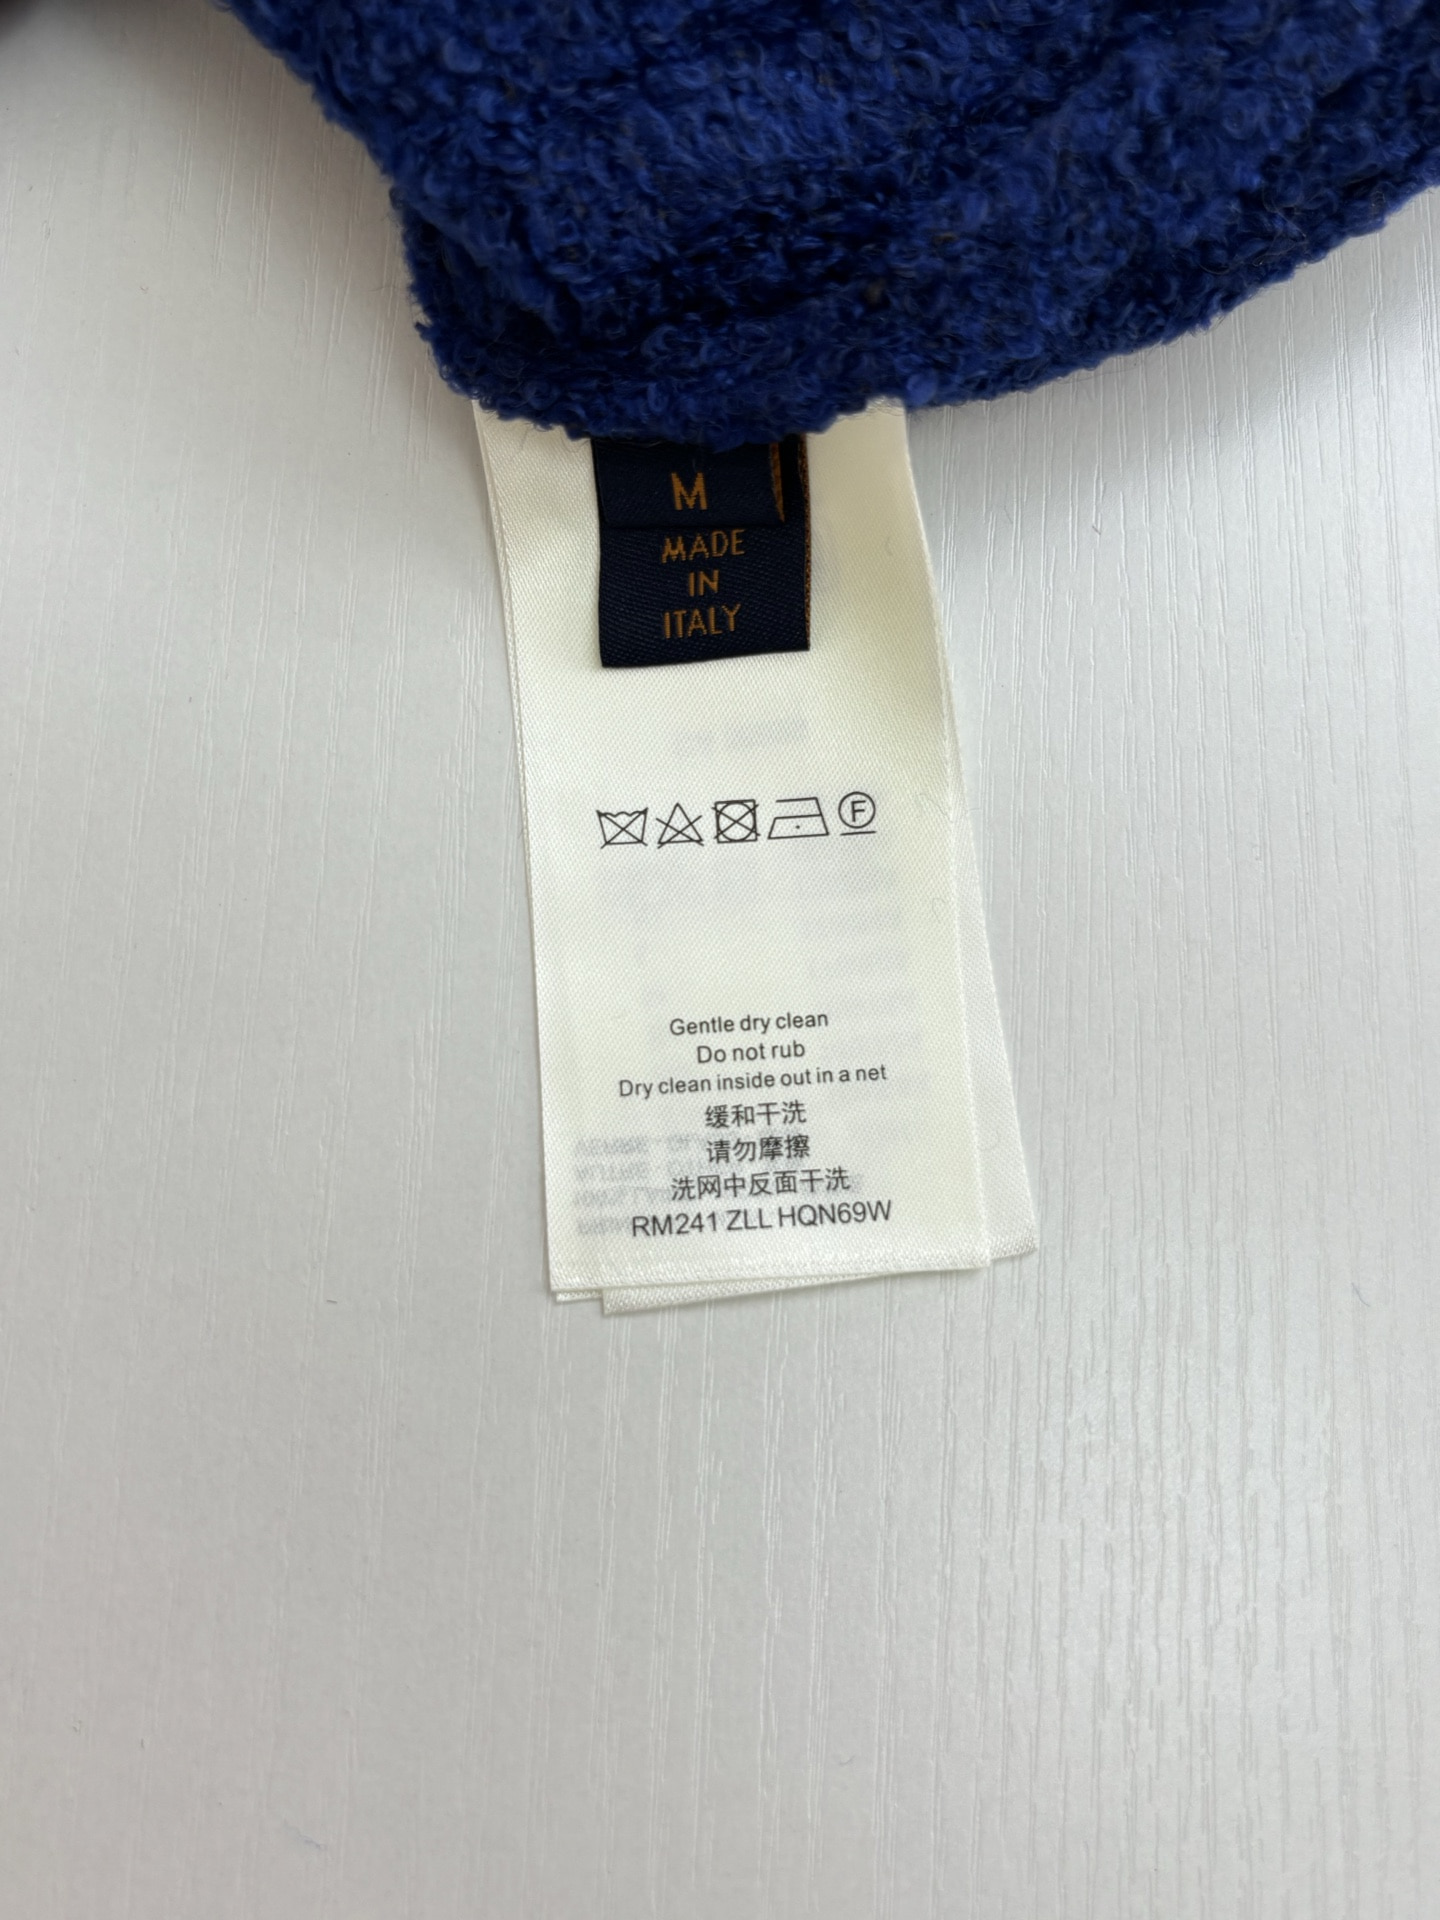 M
MADE
IN
ITALY
F
Gentle dry clean
Do not rub
Dry clean inside out in a net
缓和干洗
请勿摩擦
洗网中反面干洗
RM241 ZLL HQN69W